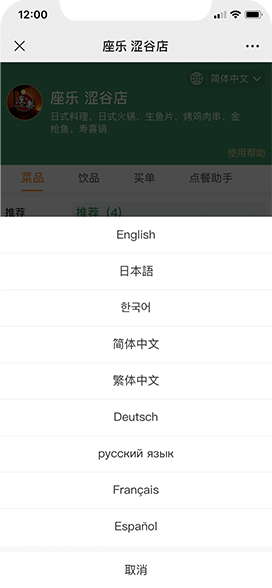 12:00
座乐 涩谷店
简体中文
座乐 涩谷店
日式料理、日式火锅、生鱼片、烤鸡肉串、金
枪鱼、寿喜锅
使用帮助
菜品 饮品 买单 点餐助手
推荐 推荐（4）
English
日本語
한국어
简体中文
繁体中文
Deutsch
русский язык
Français
Español
取消